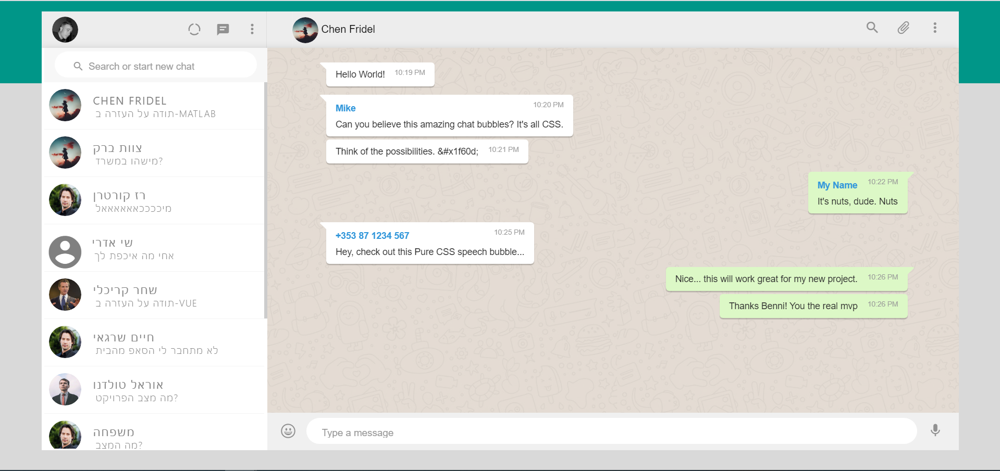 Chen Fridel
Search or start new chat
CHEN FRIDEL
תודה על העזרה ב-MATLAB
צוות ברק
מישהו במשרד?
רז קורטרן
מיככככאאאאאאל
שי אדרי
אחי מה איכפת לך
שחר קריכלי
תודה על העזרה ב-VUE
חיים שרגאי
לא מתחבר לי הסאפ מהבית
אוראל טולדנו
מה מצב הפרויקט?
משפחה
מה המצב?
Hello World! 10:19 PM
Mike 10:20 PM
Can you believe this amazing chat bubbles? It's all CSS.
Think of the possibilities. &#x1f60d; 10:21 PM
My Name 10:22 PM
It's nuts, dude. Nuts
+353 87 1234 567 10:25 PM
Hey, check out this Pure CSS speech bubble...
Nice... this will work great for my new project. 10:26 PM
Thanks Benni! You the real mvp 10:26 PM
Type a message